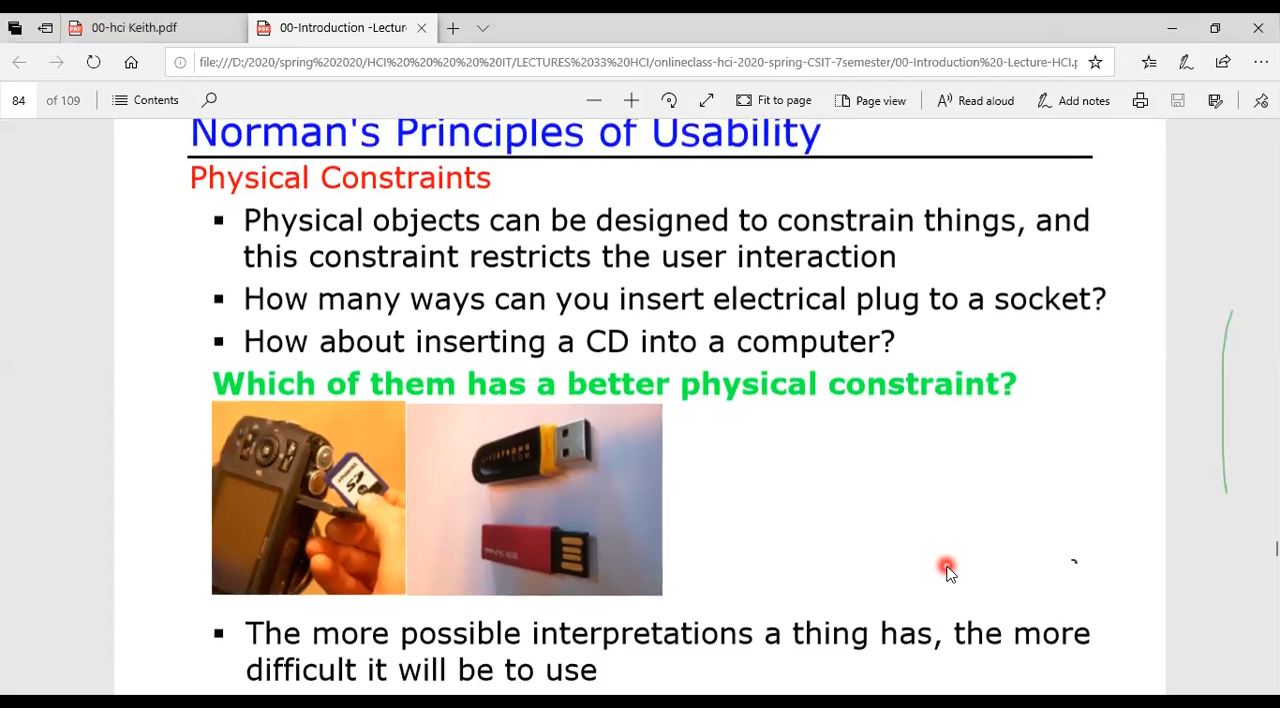 00-hci Keith.pdf
00-Introduction -Lectur
file:///D:/2020/spring%202020/HCI%20%20%20%20%20IT/LECTURES%2033%20HCI/onlineclass-hci-2020-spring-CSIT-7semester/00-Introduction%20-Lecture-HCI.p
84 of 109 Contents Fit to page Page view Read aloud Add notes
Norman's Principles of Usability
Physical Constraints
▪ Physical objects can be designed to constrain things, and
this constraint restricts the user interaction
▪ How many ways can you insert electrical plug to a socket?
▪ How about inserting a CD into a computer?
Which of them has a better physical constraint?
▪ The more possible interpretations a thing has, the more
difficult it will be to use